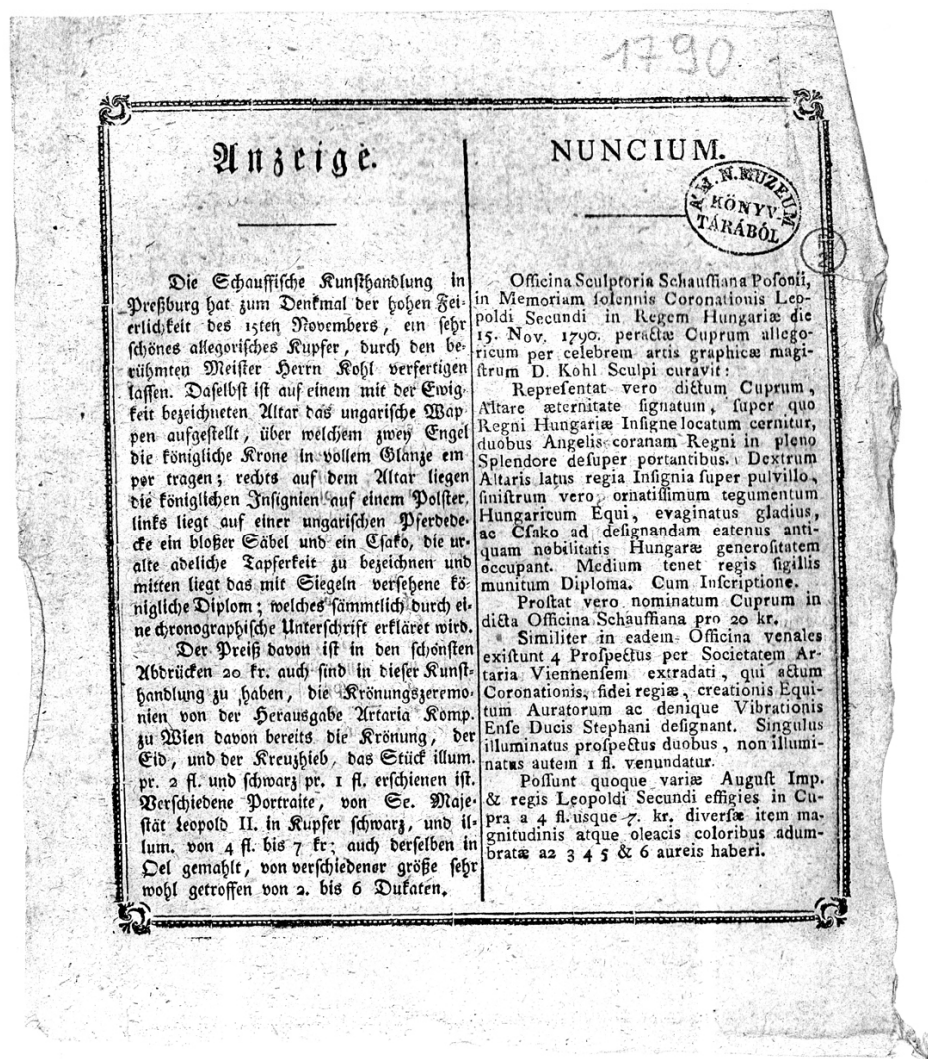 1790
Anzeige.
Die Schauffische Kunsthandlung in
Preßburg hat zum Denkmal der hohen Fei-
erlichkeit des 15ten Novembers, ein sehr
schönes allegorisches Kupfer, durch den be-
rühmten Meister Herrn Kohl verfertigen
lassen. Daselbst ist auf einem mit der Ewig-
keit bezeichneten Altar das ungarische Wap
pen aufgestellt, über welchem zwey Engel
die königliche Krone in vollem Glanze em
por tragen; rechts auf dem Altar liegen
die königlichen Insignien auf einem Polster,
links liegt auf einer ungarischen Pferdede-
cke ein bloßer Säbel und ein Csako, die ur-
alte adeliche Tapferkeit zu bezeichnen und
mitten liegt das mit Siegeln versehene kö-
nigliche Diplom; welches sämmtlich durch ei-
ne chronographische Unterschrift erkläret wird.
Der Preiß davon ist in den schönsten
Abdrücken 20 kr. auch sind in dieser Kunst-
handlung zu haben, die Krönungszeremo-
nien von der Herausgabe Artaria Komp.
zu Wien davon bereits die Krönung, der
Eid, und der Kreuzhieb, das Stück illum.
pr. 2 fl. und schwarz pr. 1 fl. erschienen ist.
Verschiedene Portraite, von Se. Maje-
stät Leopold II. in Kupfer schwarz, und il-
lum. von 4 fl. bis 7 kr; auch derselben in
Oel gemahlt, von verschiedener größe sehr
wohl getroffen von 2. bis 6 Dukaten.
NUNCIUM.
A' M. N. MUZEUM
KÖNYV-
TÁRÁBÓL
Officina Sculptoria Schauffiana Posonii,
in Memoriam solennis Coronationis Leo-
poldi Secundi in Regem Hungariæ die
15. Nov. 1790. peractæ Cuprum allego-
ricum per celebrem artis graphicæ magi-
strum D. Kohl Sculpi curavit:
Repreſentat vero dictum Cuprum,
Altare æternitate signatum, super quo
Regni Hungariæ Insigne locatum cernitur,
duobus Angelis coranam Regni in pleno
Splendore desuper portantibus. Dextrum
Altaris latus regia Insignia super pulvillo,
sinistrum vero, ornatissimum tegumentum
Hungaricum Equi, evaginatus gladius,
ac Csako ad designandam eatenus anti-
quam nobilitatis Hungaræ generositatem
occupant. Medium tenet regis sigillis
munitum Diploma. Cum Inscriptione.
Prostat vero nominatum Cuprum in
dicta Officina Schauffiana pro 20 kr.
Similiter in eadem Officina venales
existunt 4 Prospectus per Societatem Ar-
taria Viennensem extradati, qui actum
Coronationis, fidei regiæ, creationis Equi-
tum Auratorum ac denique Vibrationis
Ense Ducis Stephani designant. Singulus
illuminatus prospectus duobus, non illumi-
natus autem 1 fl. venundatur.
Possunt quoque variæ August Imp.
& regis Leopoldi Secundi effigies in Cu-
pra a 4 fl. usque 7. kr. diversæ item ma-
gnitudinis atque oleacis coloribus adum-
bratæ a 2 3 4 5 & 6 aureis haberi.